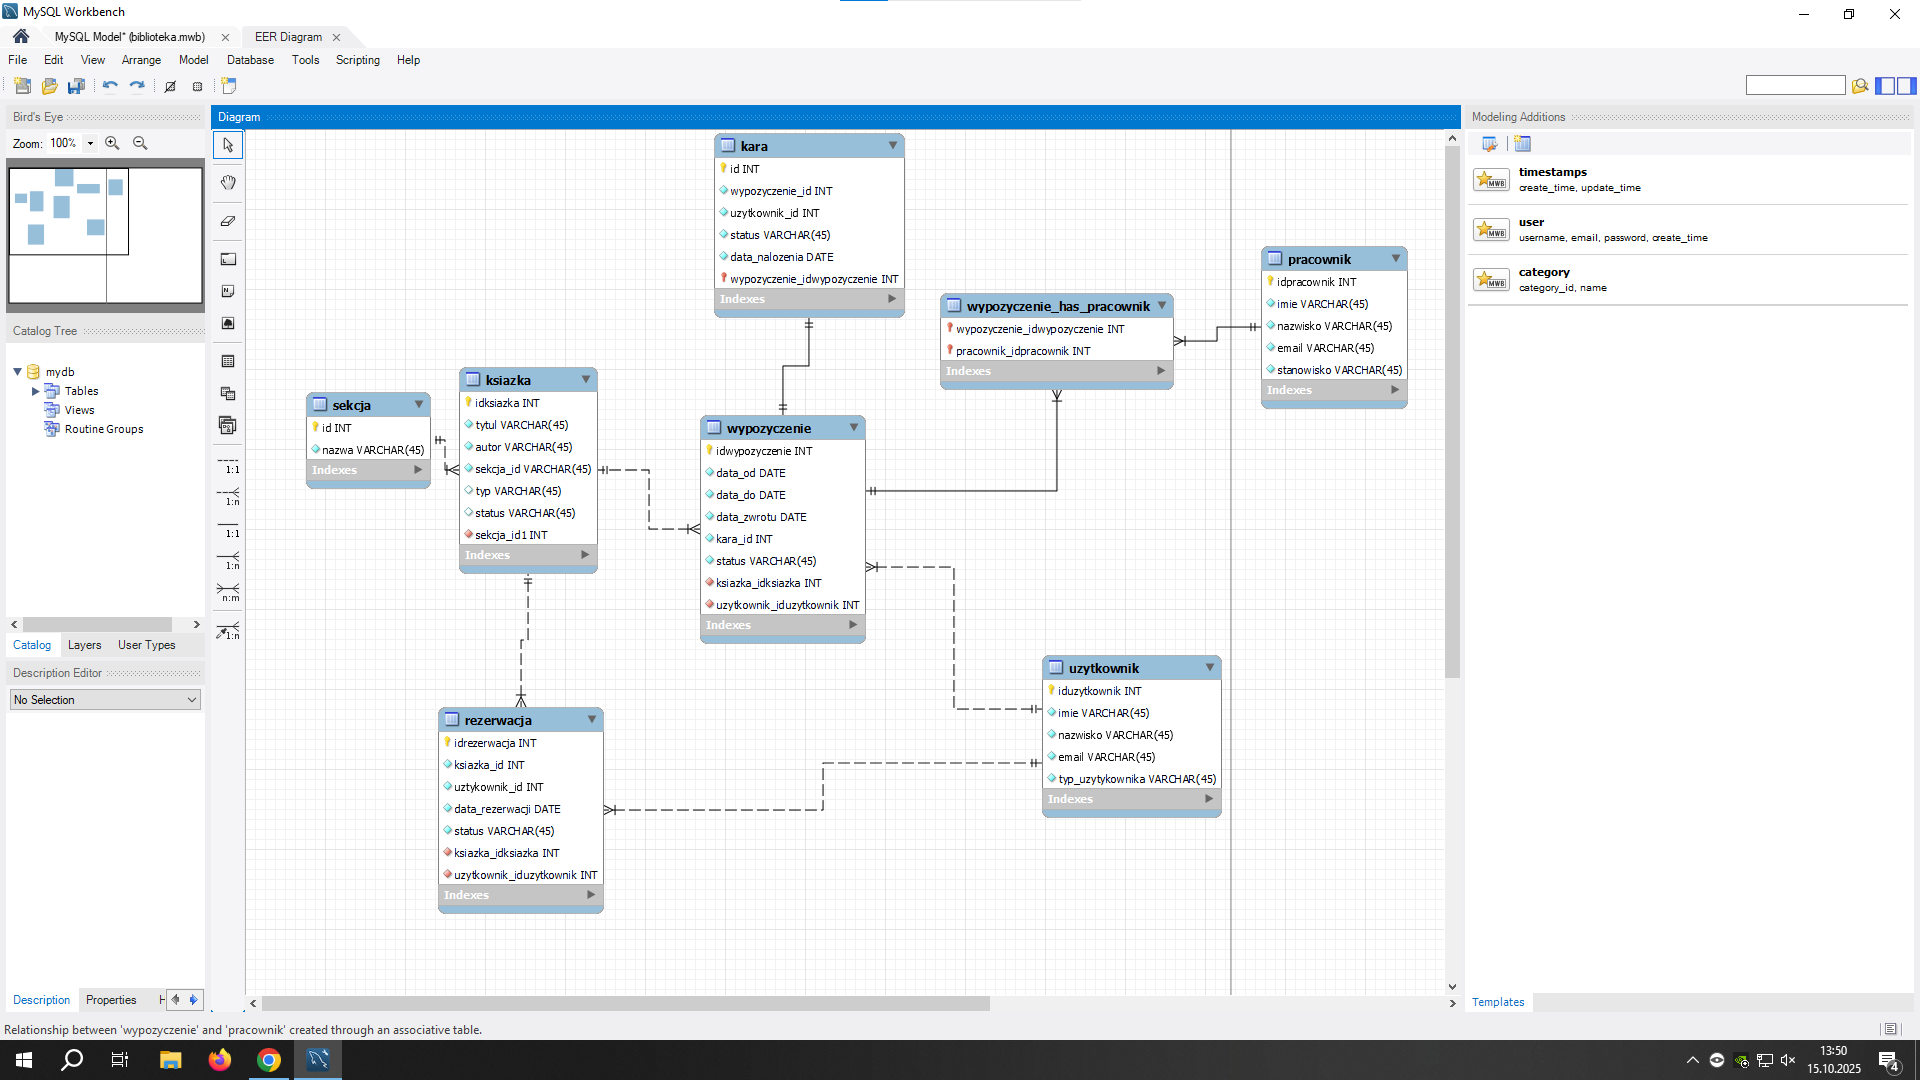 MySQL Workbench
MySQL Model* (biblioteka.mwb)
EER Diagram
File Edit View Arrange Model Database Tools Scripting Help
Bird's Eye
Zoom: 100%
Catalog Tree
mydb
Tables
Views
Routine Groups
Catalog Layers User Types
Description Editor
No Selection
Description Properties H
Diagram
1:1
1:n
1:1
1:n
n:m
1:n
kara
id INT
wypozyczenie_id INT
uzytkownik_id INT
status VARCHAR(45)
data_nalozenia DATE
wypozyczenie_idwypozyczenie INT
Indexes
wypozyczenie_has_pracownik
wypozyczenie_idwypozyczenie INT
pracownik_idpracownik INT
Indexes
pracownik
idpracownik INT
imie VARCHAR(45)
nazwisko VARCHAR(45)
email VARCHAR(45)
stanowisko VARCHAR(45)
Indexes
sekcja
id INT
nazwa VARCHAR(45)
Indexes
ksiazka
idksiazka INT
tytul VARCHAR(45)
autor VARCHAR(45)
sekcja_id VARCHAR(45)
typ VARCHAR(45)
status VARCHAR(45)
sekcja_id1 INT
Indexes
wypozyczenie
idwypozyczenie INT
data_od DATE
data_do DATE
data_zwrotu DATE
kara_id INT
status VARCHAR(45)
ksiazka_idksiazka INT
uzytkownik_iduzytkownik INT
Indexes
uzytkownik
iduzytkownik INT
imie VARCHAR(45)
nazwisko VARCHAR(45)
email VARCHAR(45)
typ_uzytykownika VARCHAR(45)
Indexes
rezerwacja
idrezerwacja INT
ksiazka_id INT
uztykownik_id INT
data_rezerwacji DATE
status VARCHAR(45)
ksiazka_idksiazka INT
uzytkownik_iduzytkownik INT
Indexes
Modeling Additions
MWB
timestamps
create_time, update_time
MWB
user
username, email, password, create_time
MWB
category
category_id, name
Templates
Relationship between 'wypozyczenie' and 'pracownik' created through an associative table.
13:50
15.10.2025
4